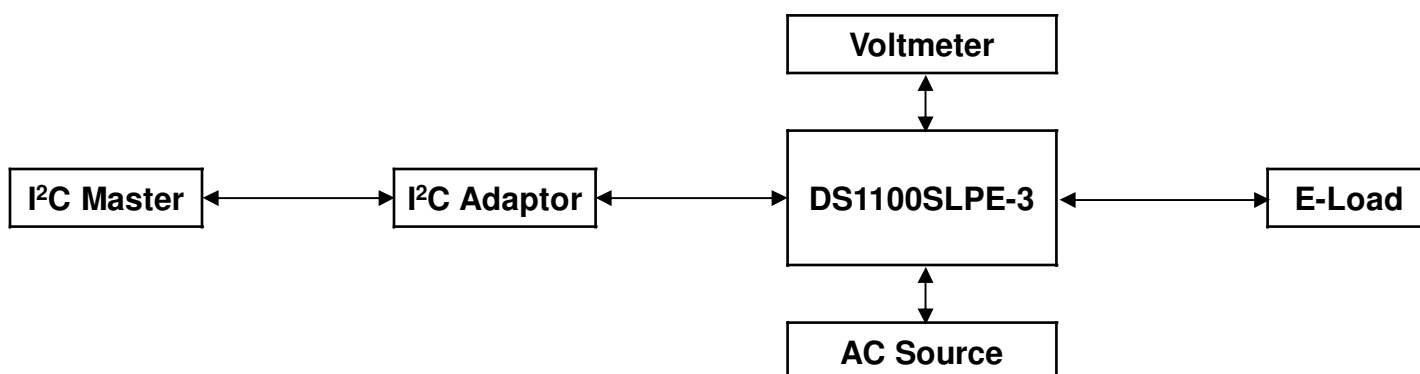 Voltmeter
I²C Master
I²C Adaptor
DS1100SLPE-3
E-Load
AC Source